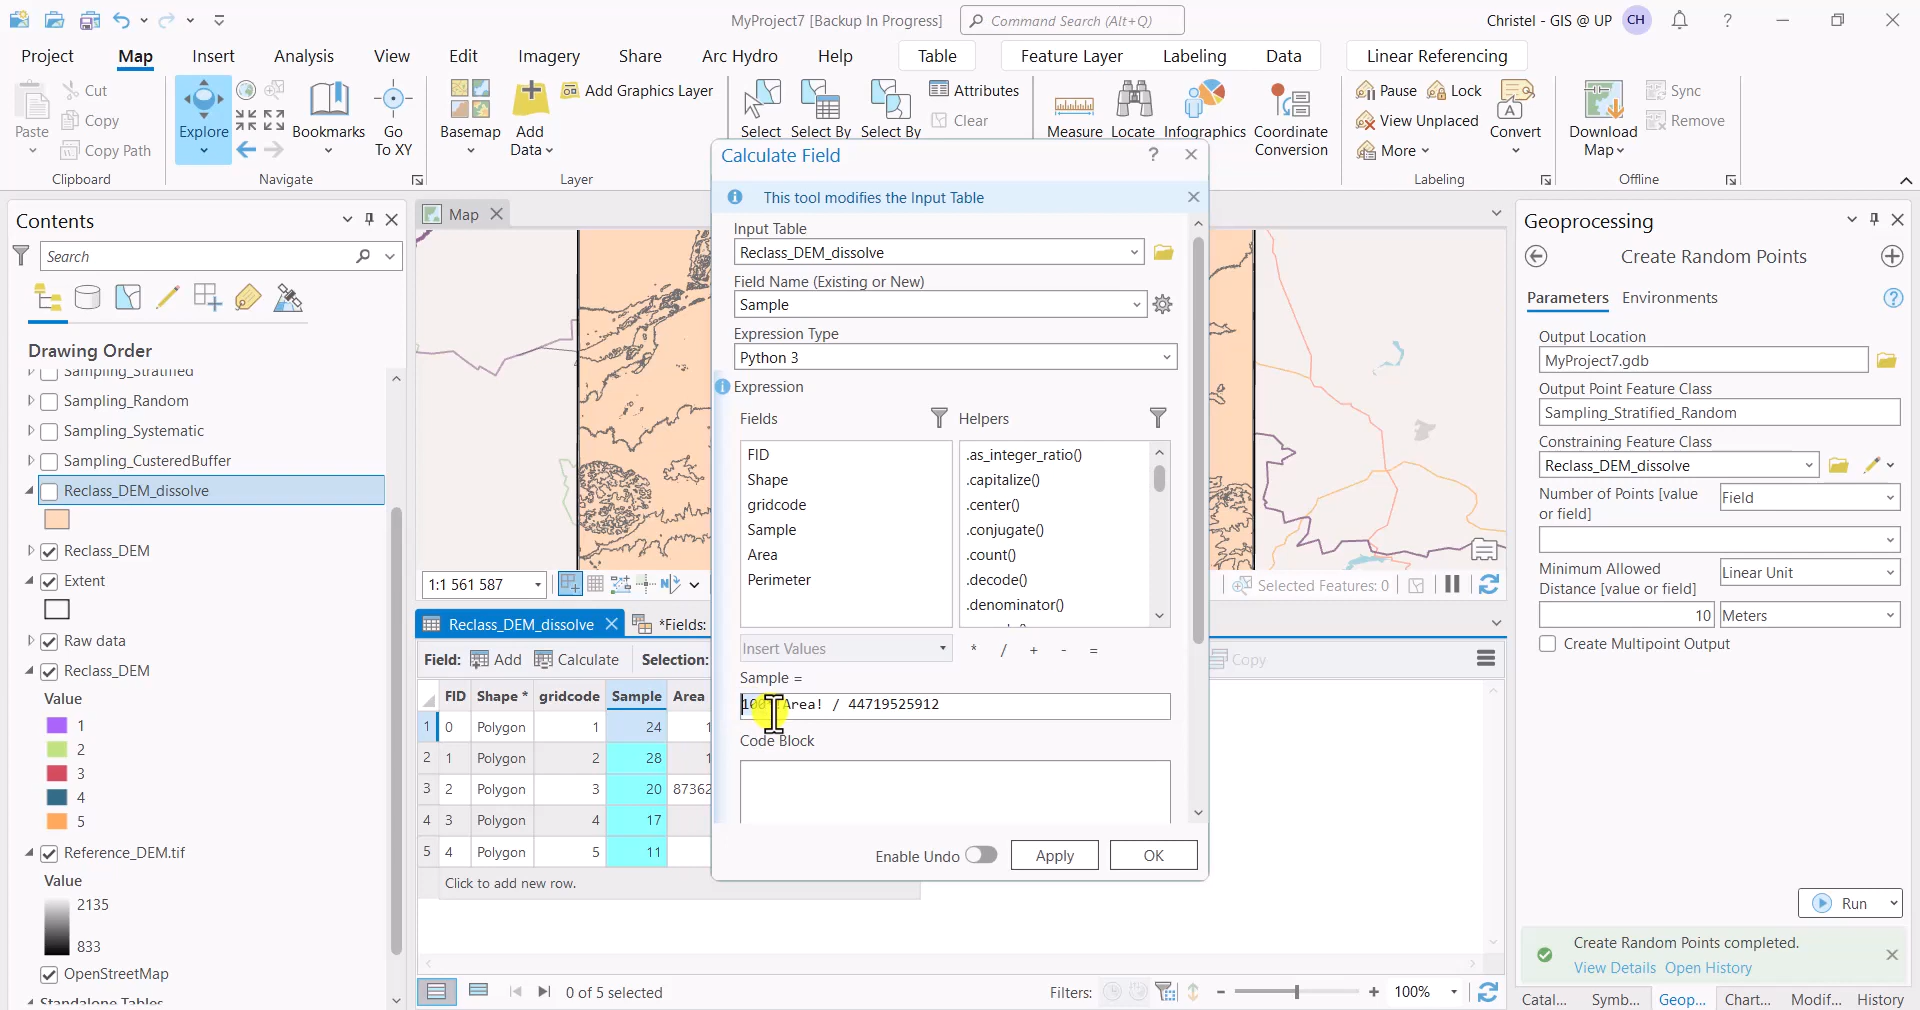 MyProject7 [Backup In Progress]
Command Search (Alt+Q)
Christel - GIS @ UP
CH
?
Project
Map
Insert
Analysis
View
Edit
Imagery
Share
Arc Hydro
Help
Table
Feature Layer
Labeling
Data
Linear Referencing
Paste
Cut
Copy
Copy Path
Clipboard
Explore
Bookmarks
Go
To XY
Navigate
Basemap
Add
Data
Add Graphics Layer
Layer
Select
Select By
Select By
Attributes
Clear
Measure
Locate
Infographics
Coordinate
Conversion
Pause
Lock
View Unplaced
More
Convert
Labeling
Download
Map
Sync
Remove
Offline
Contents
Search
Drawing Order
Sampling_Stratified
Sampling_Random
Sampling_Systematic
Sampling_CusteredBuffer
Reclass_DEM_dissolve
Reclass_DEM
Extent
Raw data
Reclass_DEM
Value
1
2
3
4
5
Reference_DEM.tif
Value
2135
833
OpenStreetMap
Standalone Tables
Map
1:1 561 587
Selected Features: 0
Reclass_DEM_dissolve
*Fields:
Field:
Add
Calculate
Selection:
Copy
FID Shape * gridcode Sample Area
1 0 Polygon 1 24 1
2 1 Polygon 2 28 1
3 2 Polygon 3 20 87362
4 3 Polygon 4 17
5 4 Polygon 5 11
Click to add new row.
0 of 5 selected
Filters:
100%
Calculate Field
?
This tool modifies the Input Table
Input Table
Reclass_DEM_dissolve
Field Name (Existing or New)
Sample
Expression Type
Python 3
Expression
Fields
FID
Shape
gridcode
Sample
Area
Perimeter
Helpers
.as_integer_ratio()
.capitalize()
.center()
.conjugate()
.count()
.decode()
.denominator()
Insert Values
* / + - =
Sample =
!Area! / 44719525912
Code Block
Enable Undo
Apply
OK
Geoprocessing
Create Random Points
Parameters
Environments
Output Location
MyProject7.gdb
Output Point Feature Class
Sampling_Stratified_Random
Constraining Feature Class
Reclass_DEM_dissolve
Number of Points [value
or field]
Field
Minimum Allowed
Distance [value or field]
Linear Unit
10
Meters
Create Multipoint Output
Run
Create Random Points completed.
View Details
Open History
Catal...
Symb...
Geop...
Chart...
Modif...
History